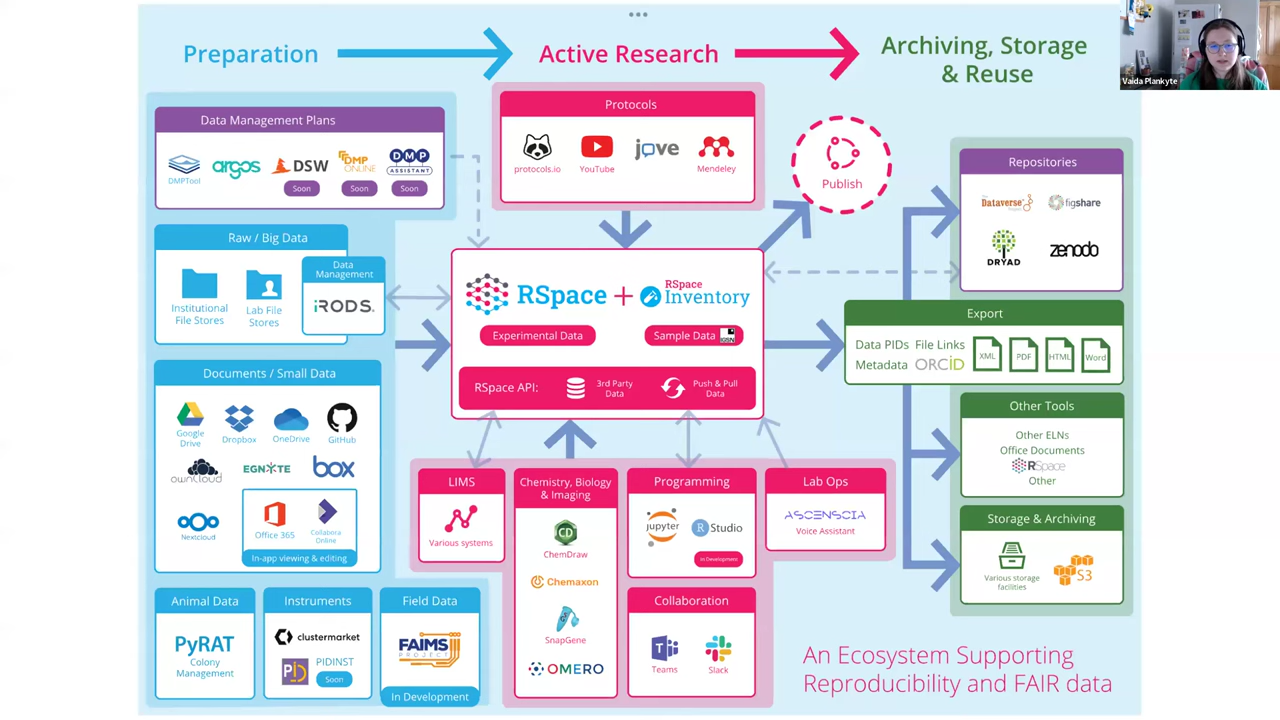 Preparation
Active Research
Archiving, Storage
& Reuse
Vaida Plankyte
Data Management Plans
DMPTool
argos
DSW
Soon
DMP
ONLINE
Soon
DMP
ASSISTANT
Soon
Protocols
protocols.io
YouTube
jove
Mendeley
Publish
Repositories
The
Dataverse
Project
figshare
DRYAD
zenodo
Raw / Big Data
Institutional
File Stores
Lab File
Stores
Data
Management
iRODS
RSpace + RSpace
Inventory
Experimental Data
Sample Data
IGSN
RSpace API:
3rd Party
Data
Push & Pull
Data
Export
Data PIDs File Links
Metadata ORCID
XML
PDF
HTML
Word
Documents / Small Data
Google
Drive
Dropbox
OneDrive
GitHub
ownCloud
EGNYTE
box
Nextcloud
Office 365
Collabora
Online
In-app viewing & editing
Other Tools
Other ELNs
Office Documents
RSpace
Other
LIMS
Various systems
Chemistry, Biology
& Imaging
CD
ChemDraw
Chemaxon
SnapGene
OMERO
Programming
jupyter
R Studio
In Development
Lab Ops
ASCENSCIA
Voice Assistant
Collaboration
Teams
Slack
Storage & Archiving
Various storage
facilities
S3
Animal Data
PyRAT
Colony
Management
Instruments
clustermarket
PID
PIDINST
Soon
Field Data
FAIMS
PROJECT
In Development
An Ecosystem Supporting
Reproducibility and FAIR data